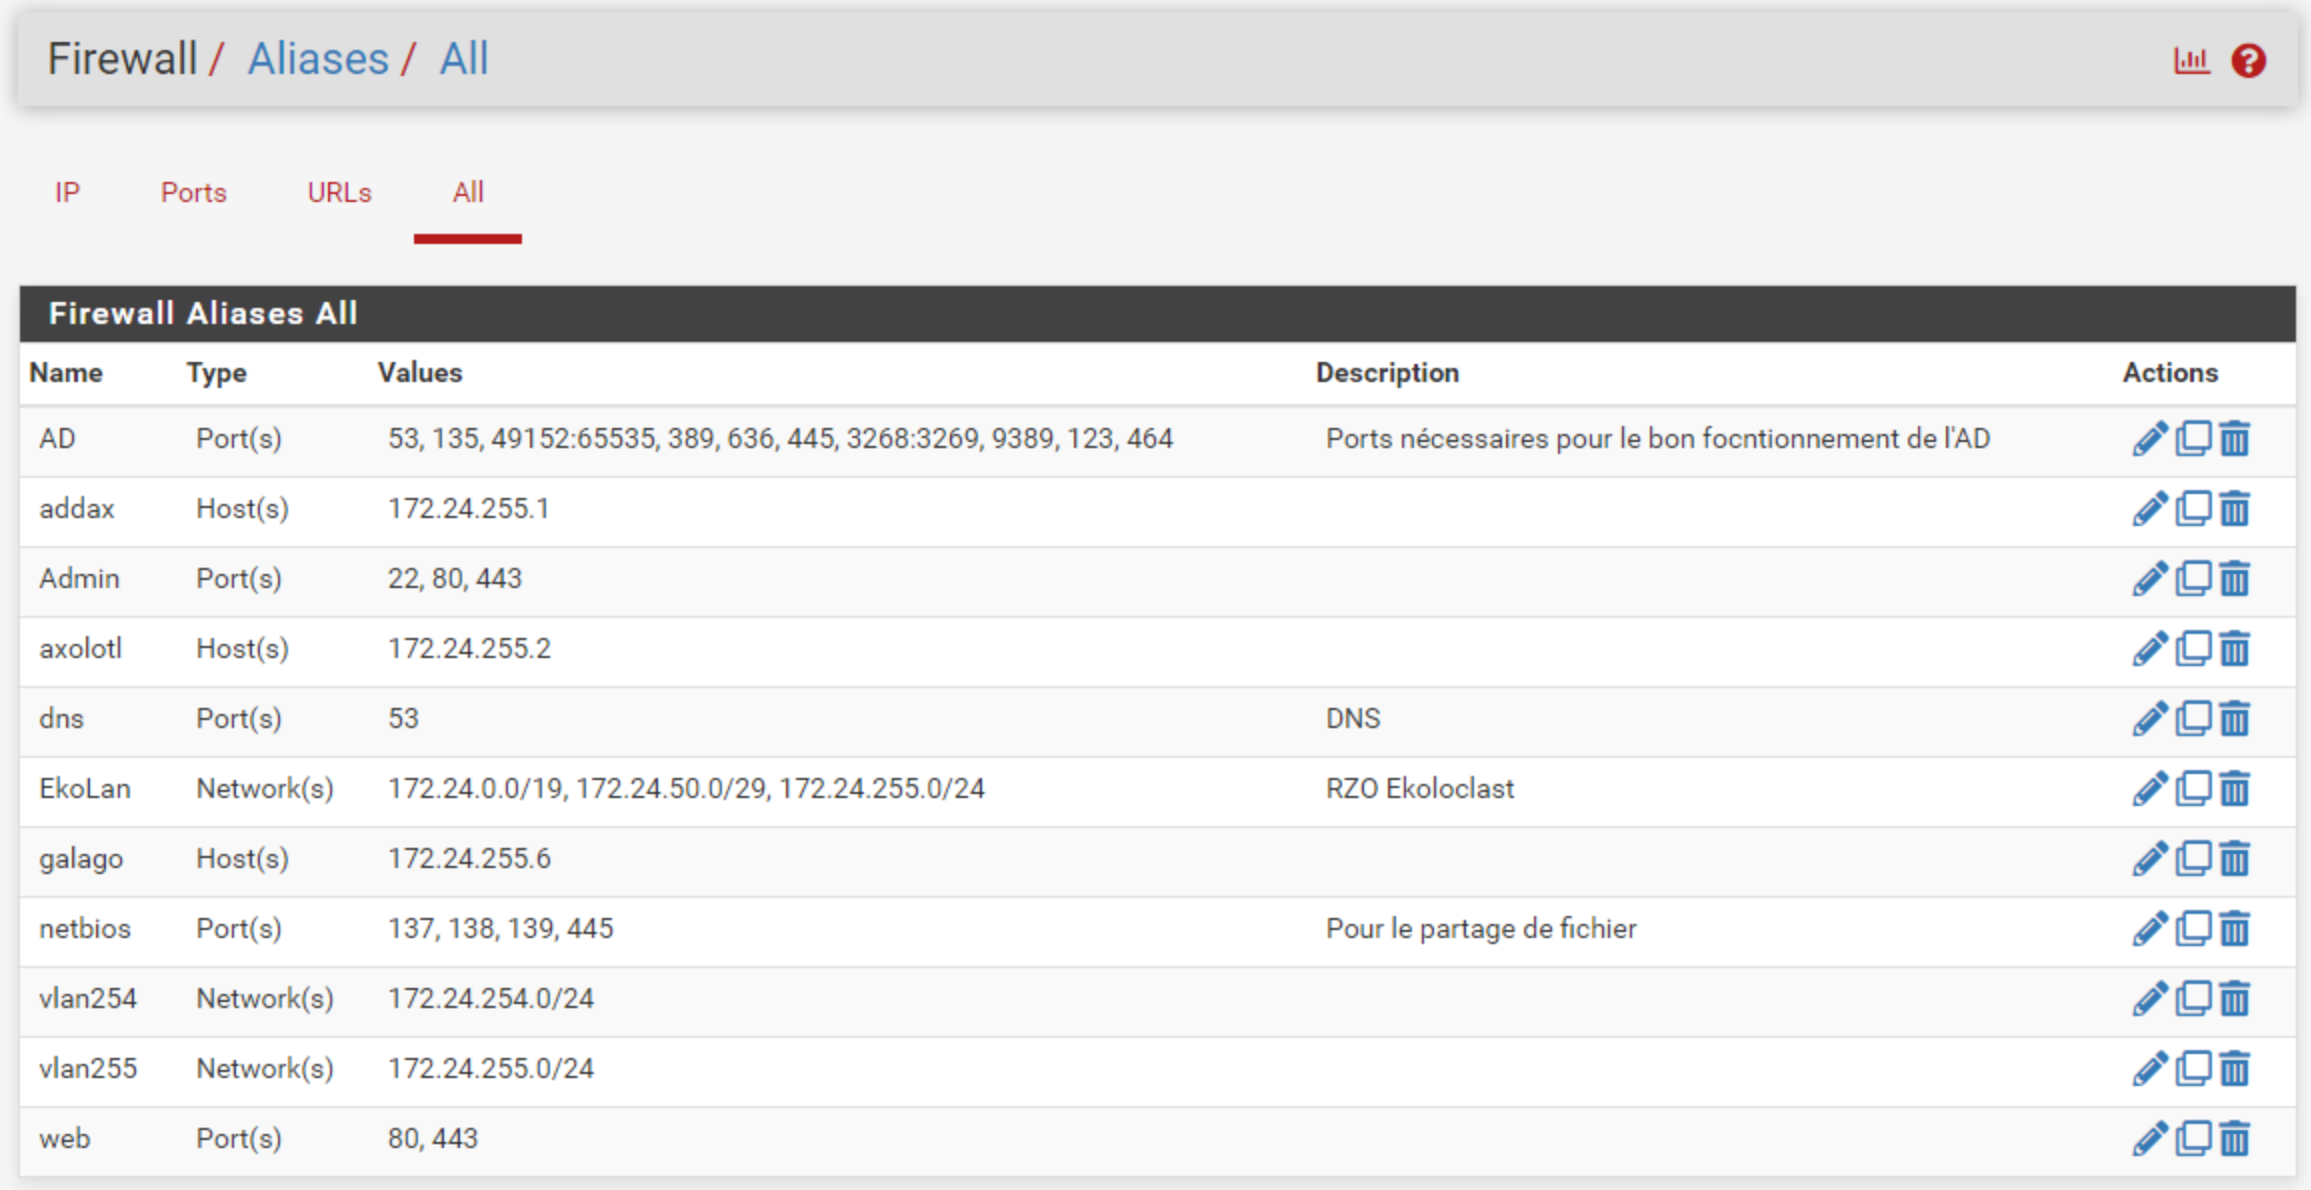 Firewall / Aliases / All
IP Ports URLs All
Firewall Aliases All
Name Type Values Description Actions
AD Port(s) 53, 135, 49152:65535, 389, 636, 445, 3268:3269, 9389, 123, 464 Ports nécessaires pour le bon focntionnement de l'AD
addax Host(s) 172.24.255.1
Admin Port(s) 22, 80, 443
axolotl Host(s) 172.24.255.2
dns Port(s) 53 DNS
EkoLan Network(s) 172.24.0.0/19, 172.24.50.0/29, 172.24.255.0/24 RZO Ekoloclast
galago Host(s) 172.24.255.6
netbios Port(s) 137, 138, 139, 445 Pour le partage de fichier
vlan254 Network(s) 172.24.254.0/24
vlan255 Network(s) 172.24.255.0/24
web Port(s) 80, 443